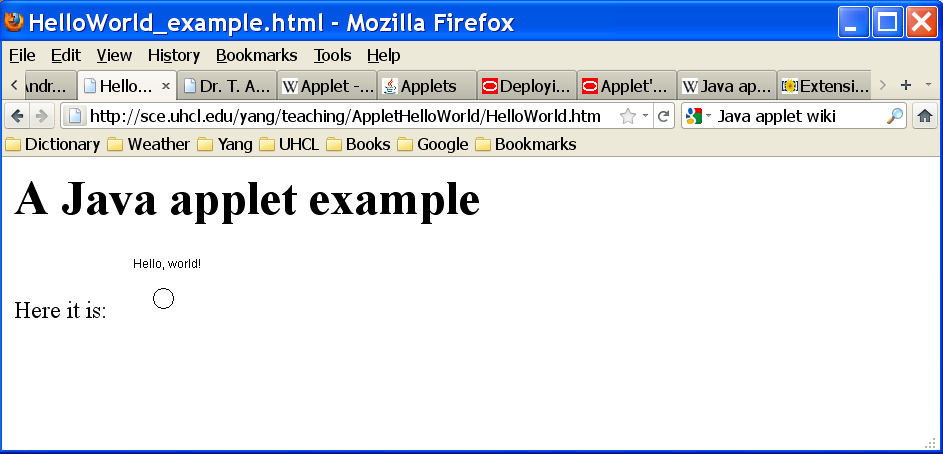 HelloWorld_example.html - Mozilla Firefox
File Edit View History Bookmarks Tools Help
Andr... Hello... × Dr. T. A... W Applet -... Applets Deployi... Applet'... W Java ap... Extensi...
http://sce.uhcl.edu/yang/teaching/AppletHelloWorld/HelloWorld.htm Java applet wiki
Dictionary Weather Yang UHCL Books Google Bookmarks
A Java applet example
Hello, world!
Here it is: